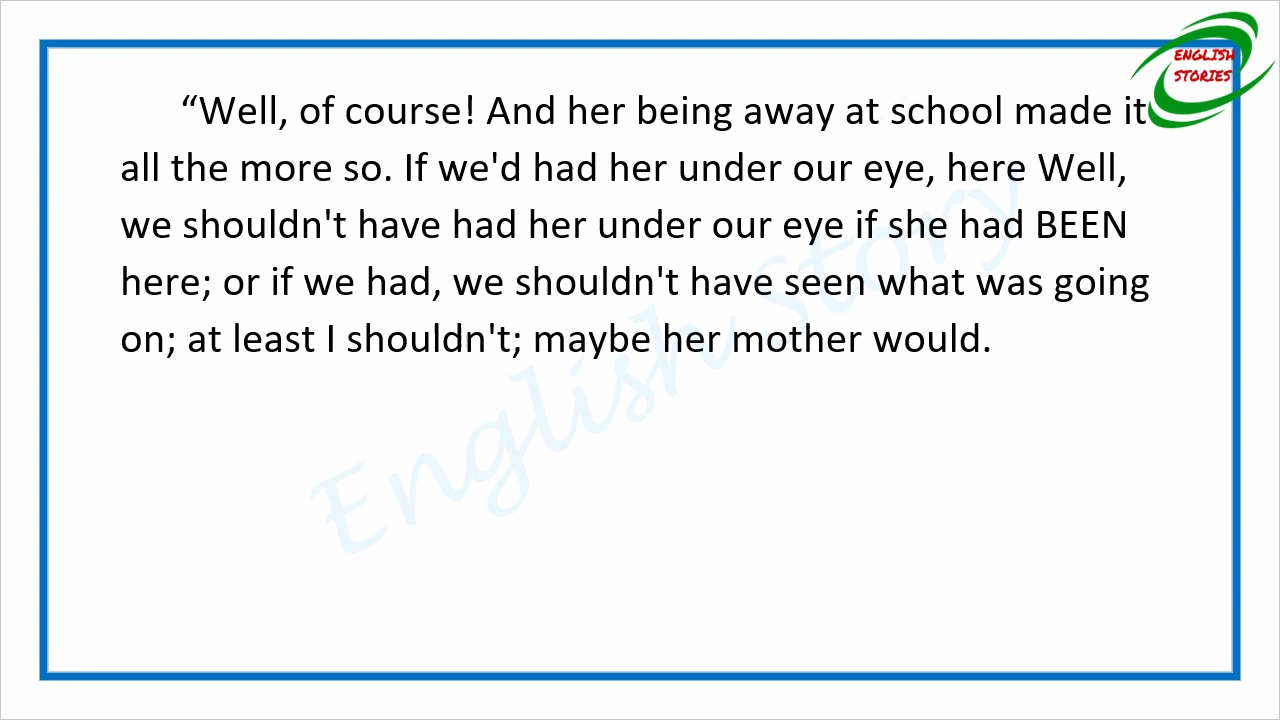 ENGLISH
STORIES
“Well, of course! And her being away at school made it
all the more so. If we'd had her under our eye, here Well,
we shouldn't have had her under our eye if she had BEEN
here; or if we had, we shouldn't have seen what was going
on; at least I shouldn't; maybe her mother would.
English Story